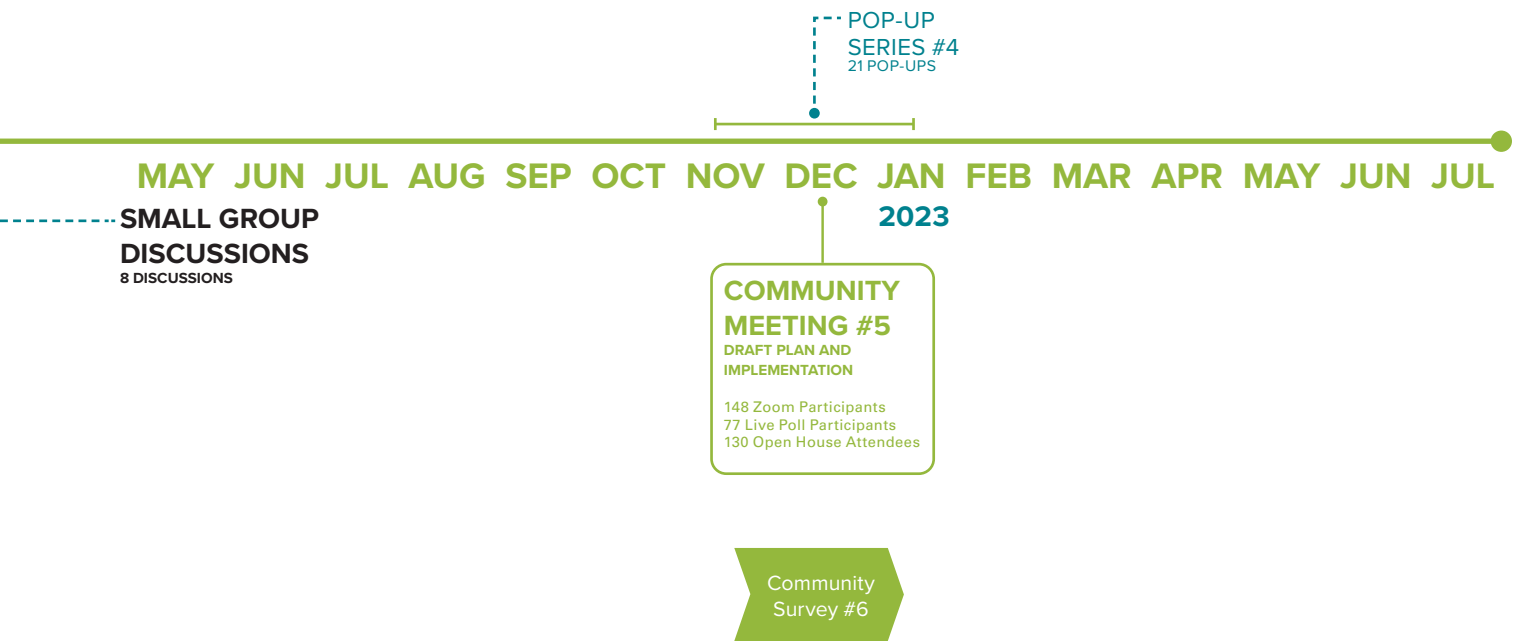 POP-UP
SERIES #4
21 POP-UPS
MAY JUN JUL AUG SEP OCT NOV DEC JAN FEB MAR APR MAY JUN JUL
2023
SMALL GROUP
DISCUSSIONS
8 DISCUSSIONS
COMMUNITY
MEETING #5
DRAFT PLAN AND
IMPLEMENTATION
148 Zoom Participants
77 Live Poll Participants
130 Open House Attendees
Community
Survey #6